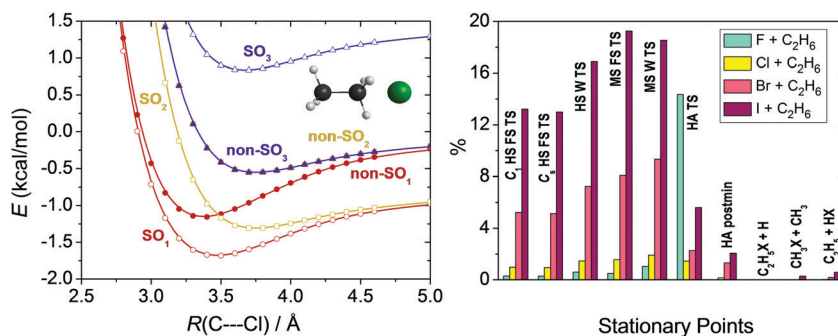 1.5
1.0
0.5
0.0
-0.5
-1.0
-1.5
-2.0
E (kcal/mol)
SO₃
SO₂
non-SO₂
non-SO₃
non-SO₁
SO₁
2.5 3.0 3.5 4.0 4.5 5.0
R(C---Cl) / Å
20
16
12
8
4
0
%
C₁ HS FS TS
Cₛ HS FS TS
HS W TS
MS FS TS
MS W TS
HA TS
HA postmin
C₂H₅X + H
CH₃X + CH₃
C₂H₅ + HX
F + C₂H₆
Cl + C₂H₆
Br + C₂H₆
I + C₂H₆
Stationary Points